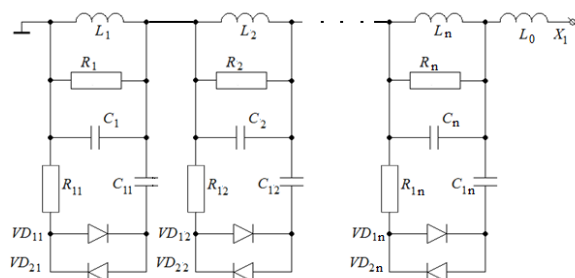 L1 L2 Ln L0 X1
R1 R2 Rn
C1 C2 Cn
R11 C11 R12 C12 R1n C1n
VD11 VD12 VD1n
VD21 VD22 VD2n